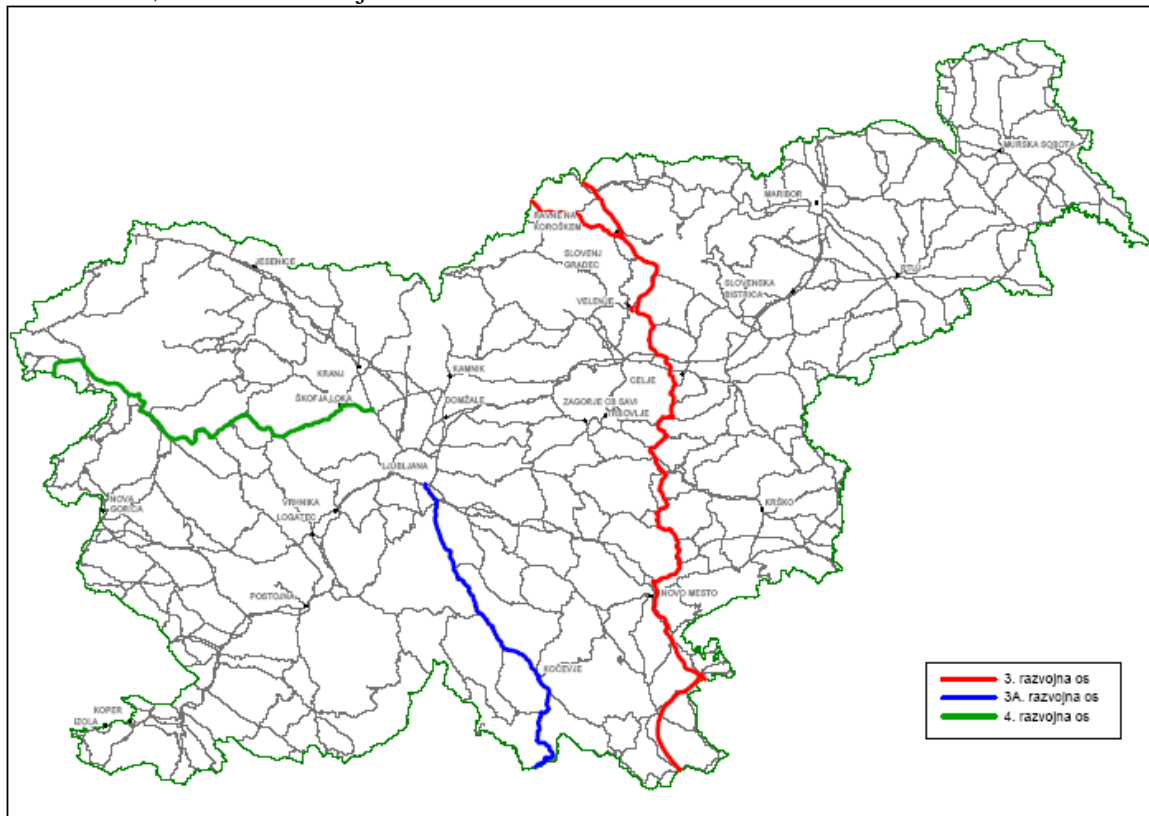 MURSKA SOBOTA
MARIBOR
RAVNE NA
KOROŠKEM
SLOVENJ
GRADEC
JESENICE
PTUJ
SLOVENSKA
BISTRICA
VELENJE
KRANJ
KAMNIK
CELJE
ŠKOFJA LOKA
DOMŽALE
ZAGORJE OB SAVI
TRBOVLJE
LJUBLJANA
NOVA
GORICA
VRHNIKA
LOGATEC
KRŠKO
POSTOJNA
NOVO MESTO
KOČEVJE
KOPER
IZOLA
3. razvojna os
3A. razvojna os
4. razvojna os